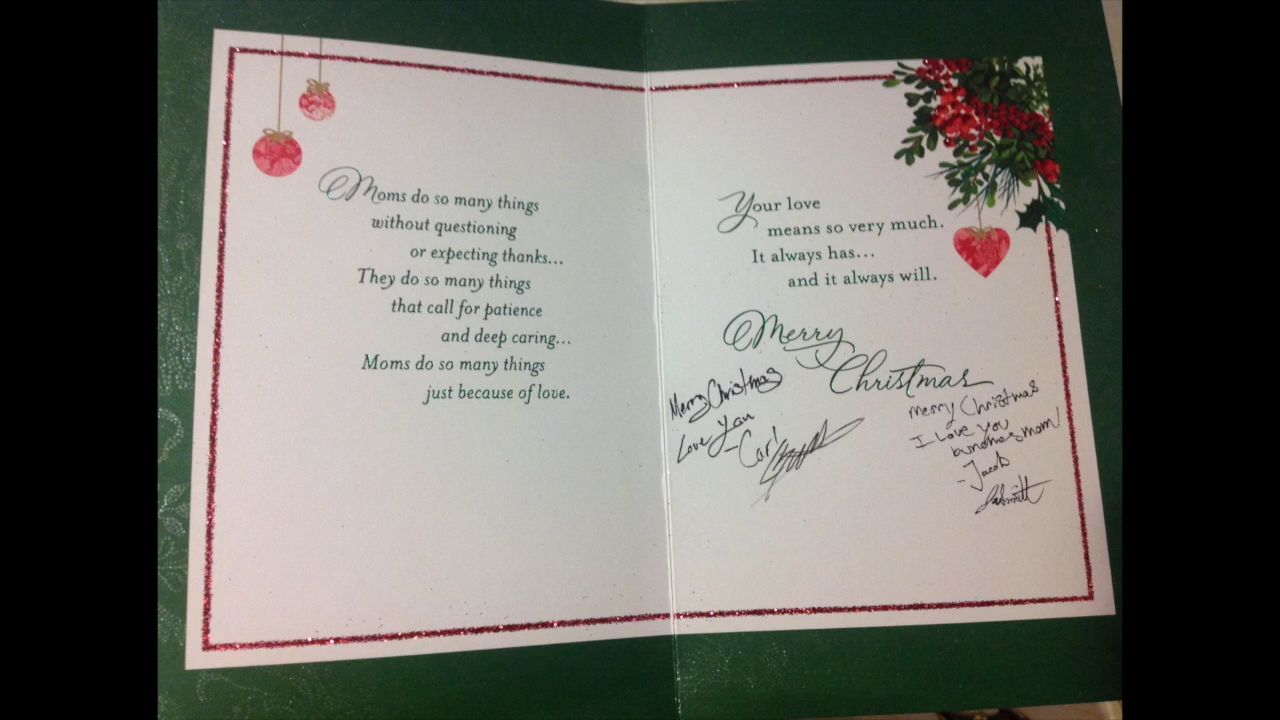 Moms do so many things
without questioning
or expecting thanks...
They do so many things
that call for patience
and deep caring...
Moms do so many things
just because of love.
Your love
means so very much.
It always has...
and it always will.
Merry
Christmas
Merry Christmas
Love you
-Carl
Merry Christmas
I Love you
bunches mom!
-Jacob